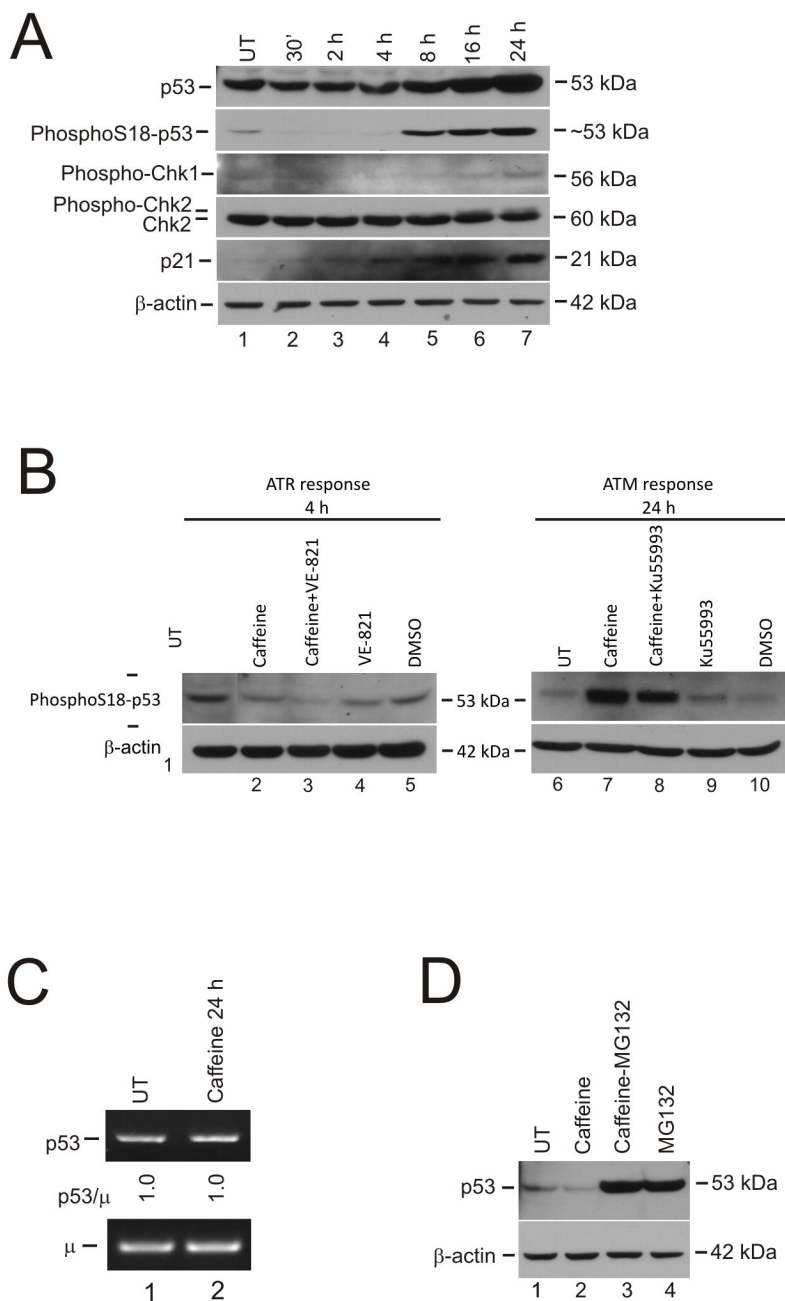 A
UT 30' 2 h 4 h 8 h 16 h 24 h
p53 53 kDa
PhosphoS18-p53 ~53 kDa
Phospho-Chk1 56 kDa
Phospho-Chk2
Chk2 60 kDa
p21 21 kDa
β-actin 42 kDa
1 2 3 4 5 6 7
B
ATR response ATM response
4 h 24 h
UT Caffeine Caffeine+VE-821 VE-821 DMSO UT Caffeine Caffeine+Ku55993 Ku55993 DMSO
PhosphoS18-p53 53 kDa
β-actin 42 kDa
1 2 3 4 5 6 7 8 9 10
C
UT Caffeine 24 h
p53
p53/µ 1.0 1.0
µ
1 2
D
UT Caffeine Caffeine-MG132 MG132
p53 53 kDa
β-actin 42 kDa
1 2 3 4